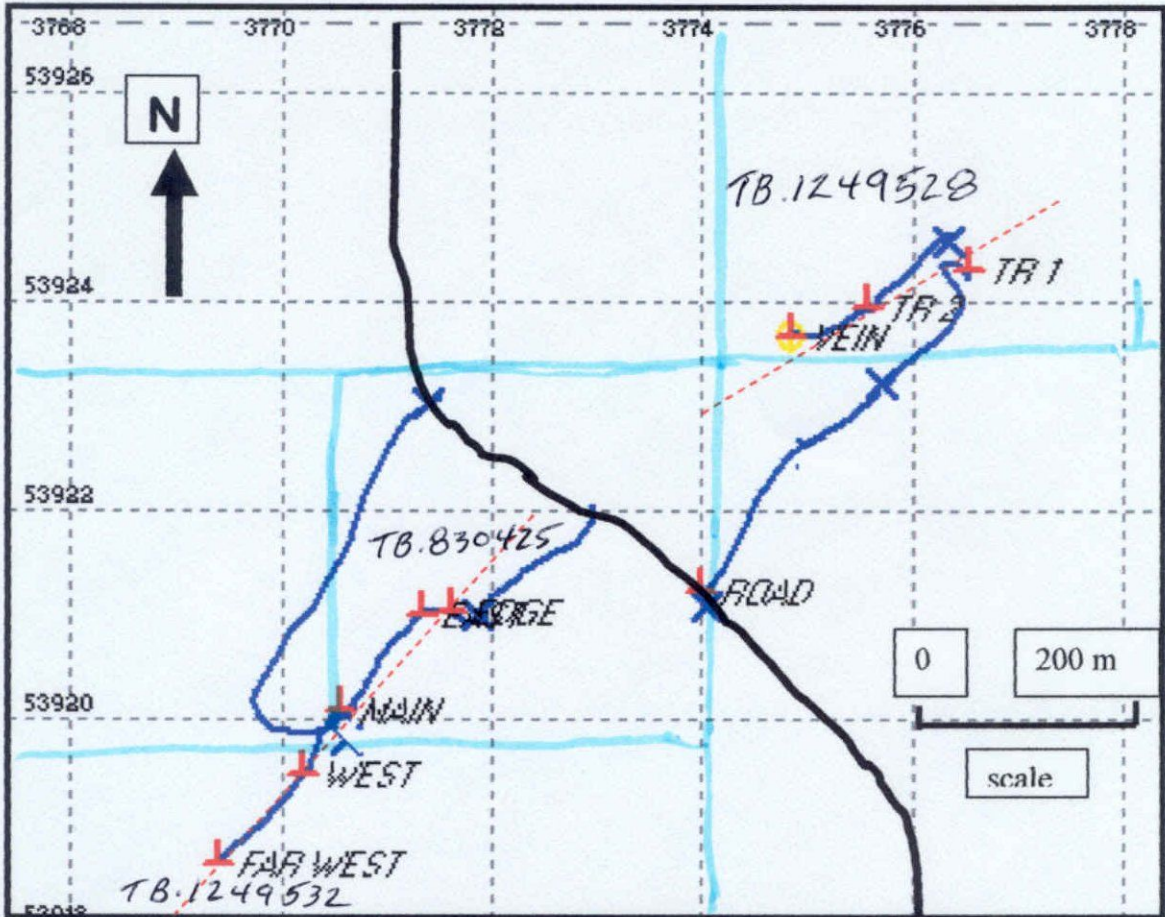 3768 3770 3772 3774 3776 3778
53926
N
TB.1249528
TR 1
53924
TR 2
VEIN
53922
TB.830425
ROAD
0 200 m
53920
MAIN
WEST
scale
FAR WEST
TB.1249532